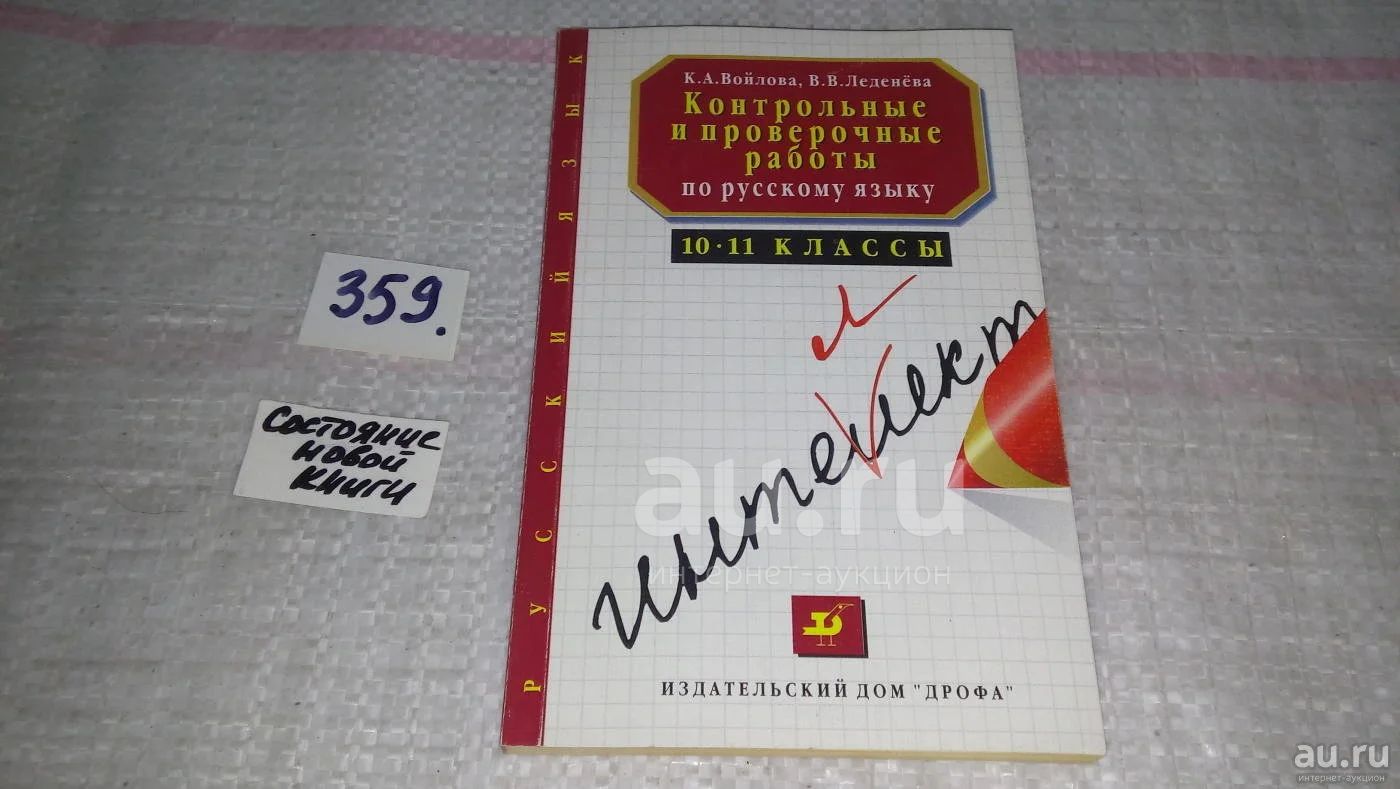 К.А.Войлова, В.В.Леденёва
Контрольные
и проверочные
работы
по русскому языку
10·11 КЛАССЫ
РУССКИЙ ЯЗЫК
359.
Состояние
новой
книги
л
интелект
au.ru
интернет-аукцион
ИЗДАТЕЛЬСКИЙ ДОМ "ДРОФА"
au.ru
интернет-аукцион